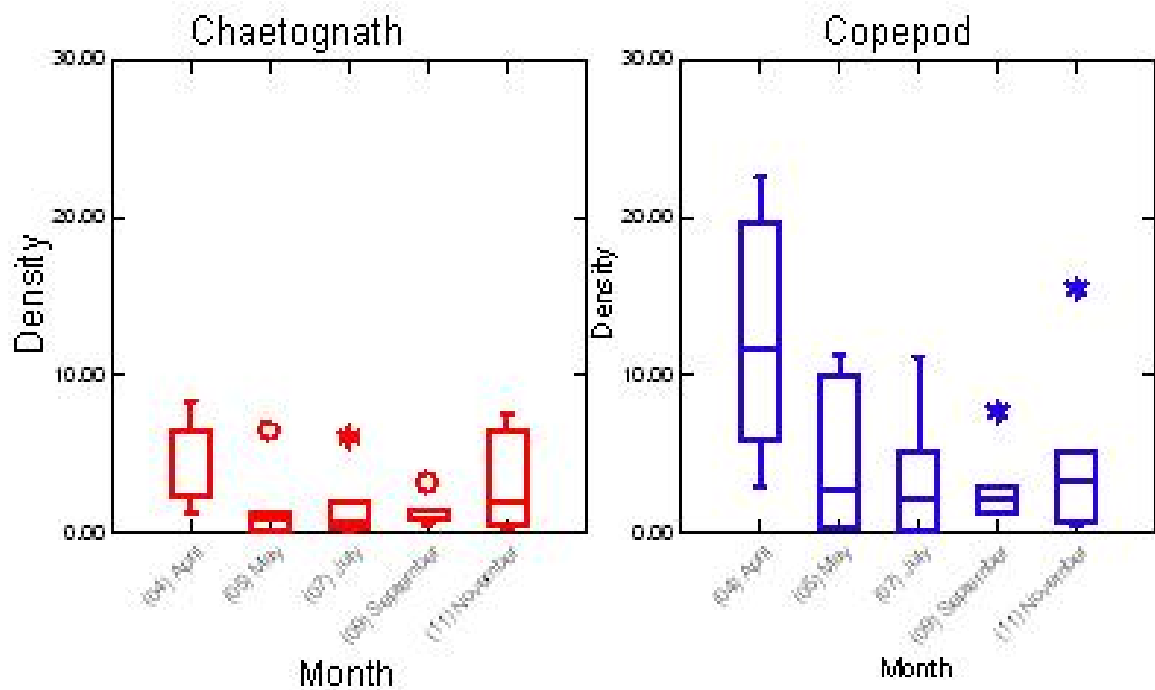 Chaetognath
30.00
20.00
10.00
0.00
Density
(04) April
(05) May
(07) July
(09) September
(11) November
Month
Copepod
30.00
20.00
10.00
0.00
Density
(04) April
(05) May
(07) July
(09) September
(11) November
Month